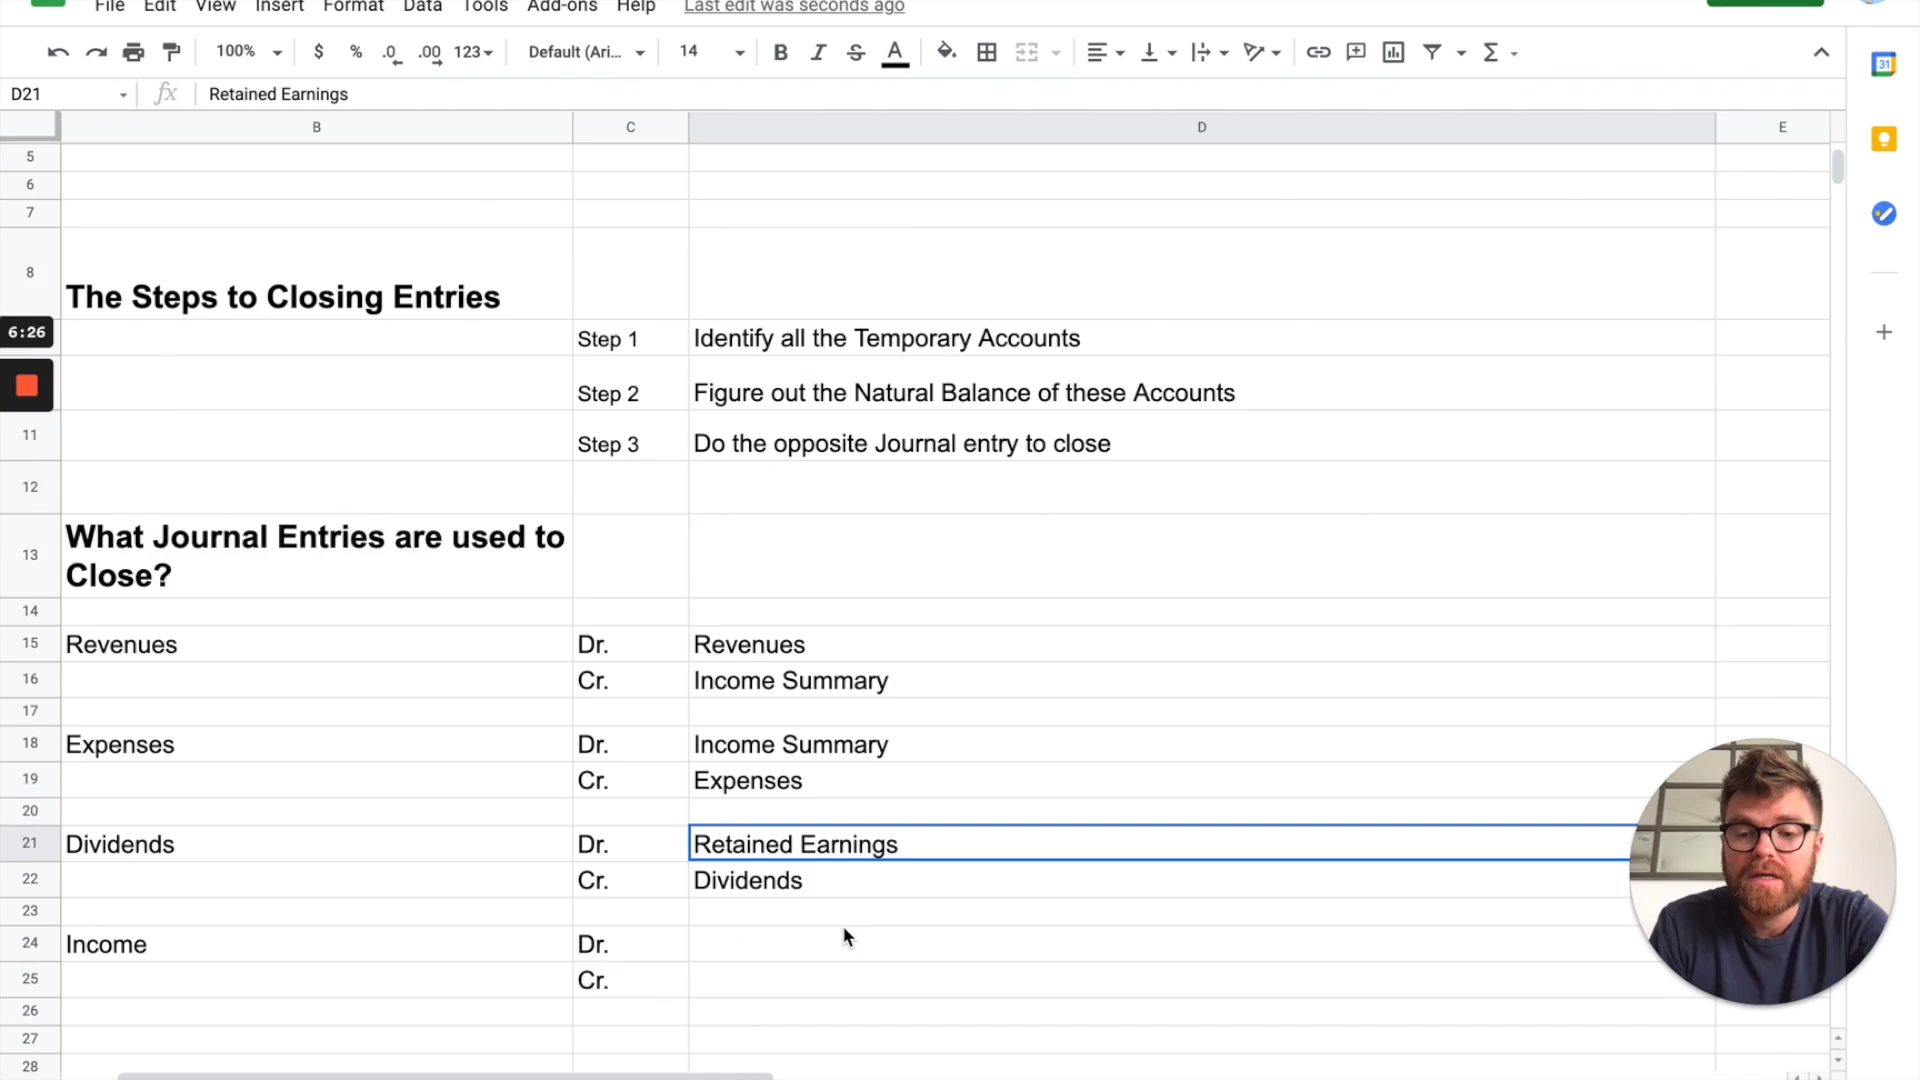 File Edit View Insert Format Data Tools Add-ons Help Last edit was seconds ago
100% $ % .0 .00 123 Default (Ari... 14 B I S A Σ
D21 fx Retained Earnings
31
B C D E
5
6
7
8 The Steps to Closing Entries
6:26 Step 1 Identify all the Temporary Accounts
Step 2 Figure out the Natural Balance of these Accounts
11 Step 3 Do the opposite Journal entry to close
12
What Journal Entries are used to
13
Close?
14
15 Revenues Dr. Revenues
16 Cr. Income Summary
17
18 Expenses Dr. Income Summary
19 Cr. Expenses
20
21 Dividends Dr. Retained Earnings
22 Cr. Dividends
23
24 Income Dr.
25 Cr.
26
27
28